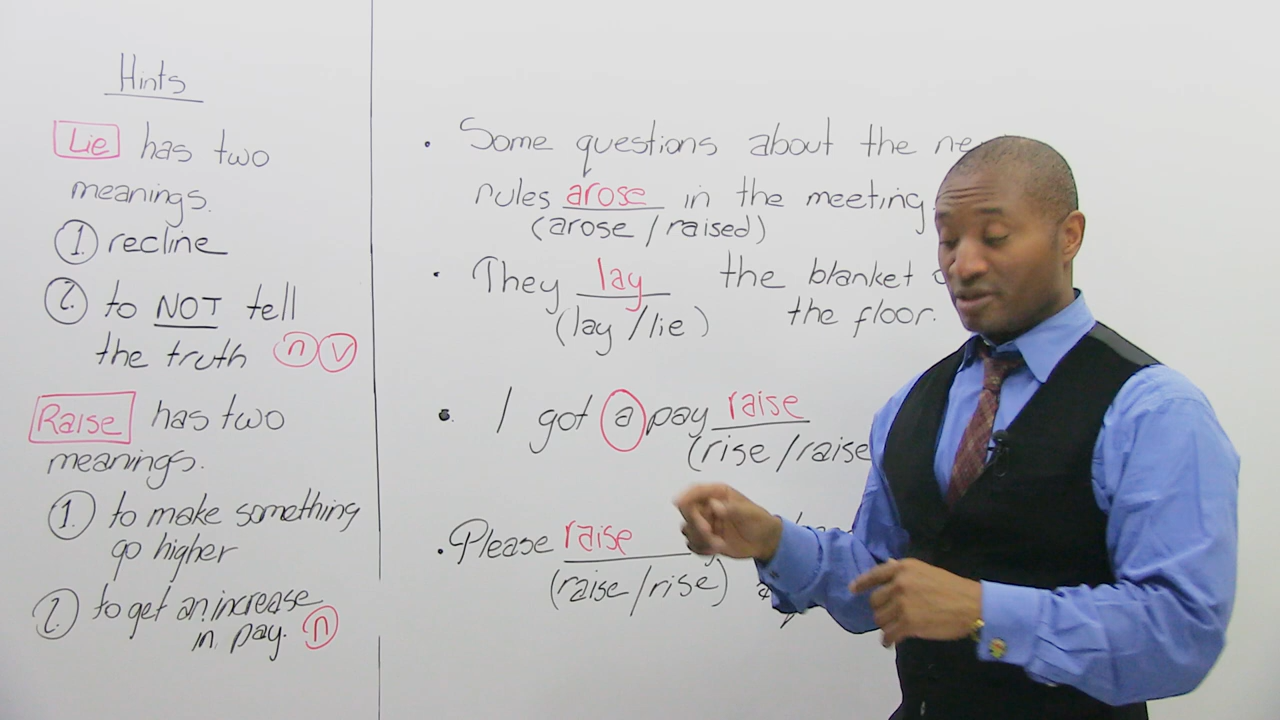 Hints
Lie has two
meanings.
1. recline
2. to NOT tell
the truth n v
Raise has two
meanings.
1. to make something
go higher
2. to get an increase
in pay. n
• Some questions about the ne
rules arose in the meeting.
(arose / raised)
• They lay the blanket
(lay / lie) the floor.
• I got a pay raise
(rise / raise
• Please raise
(raise / rise)